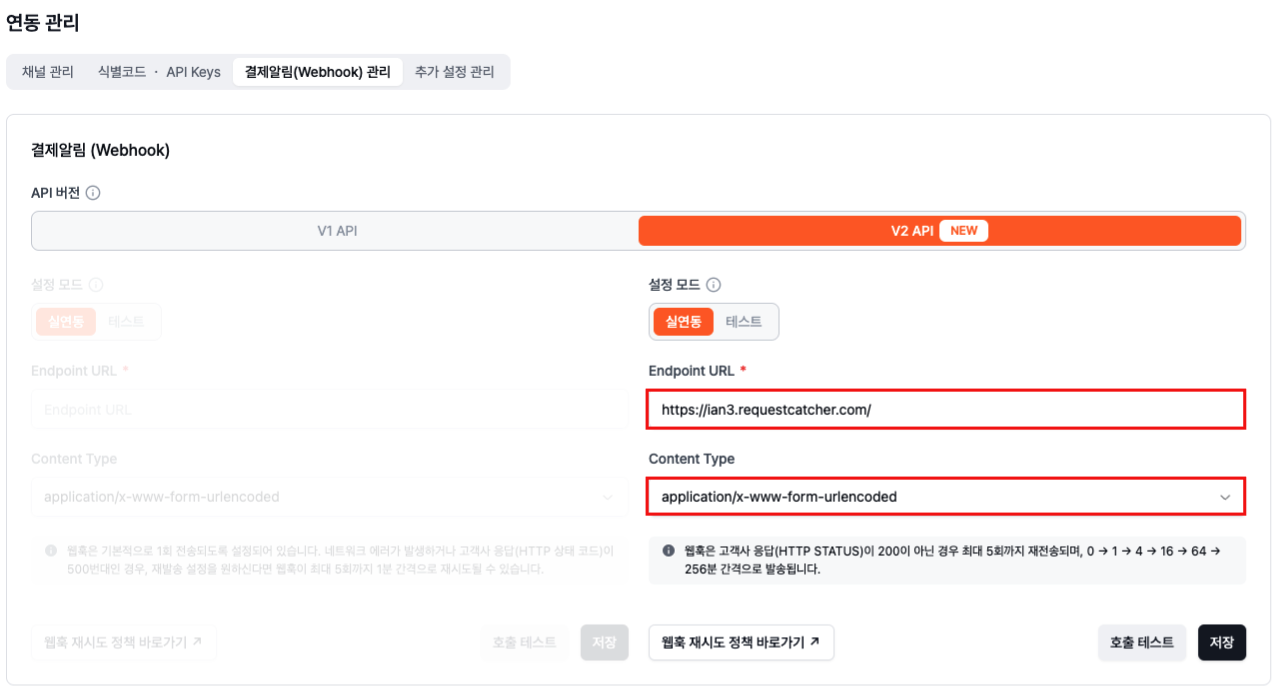 연동 관리
채널 관리 식별코드 · API Keys 결제알림(Webhook) 관리 추가 설정 관리
결제알림 (Webhook)
API 버전
V1 API
V2 API NEW
설정 모드
실연동 테스트
Endpoint URL *
Endpoint URL
Content Type
application/x-www-form-urlencoded
웹훅은 기본적으로 1회 전송되도록 설정되어 있습니다. 네트워크 에러가 발생하거나 고객사 응답(HTTP 상태 코드)이
500번대인 경우, 재발송 설정을 원하신다면 웹훅이 최대 5회까지 1분 간격으로 재시도될 수 있습니다.
웹훅 재시도 정책 바로가기 ↗ 호출 테스트 저장
설정 모드
실연동 테스트
Endpoint URL *
https://ian3.requestcatcher.com/
Content Type
application/x-www-form-urlencoded
웹훅은 고객사 응답(HTTP STATUS)이 200이 아닌 경우 최대 5회까지 재전송되며, 0 → 1 → 4 → 16 → 64 →
256분 간격으로 발송됩니다.
웹훅 재시도 정책 바로가기 ↗ 호출 테스트 저장